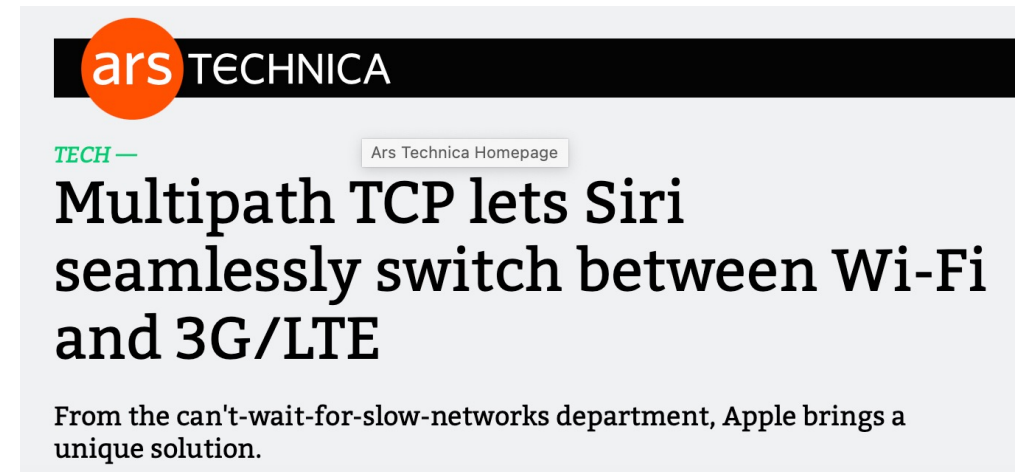 ars TECHNICA
TECH —
Ars Technica Homepage
Multipath TCP lets Siri
seamlessly switch between Wi-Fi
and 3G/LTE
From the can't-wait-for-slow-networks department, Apple brings a
unique solution.